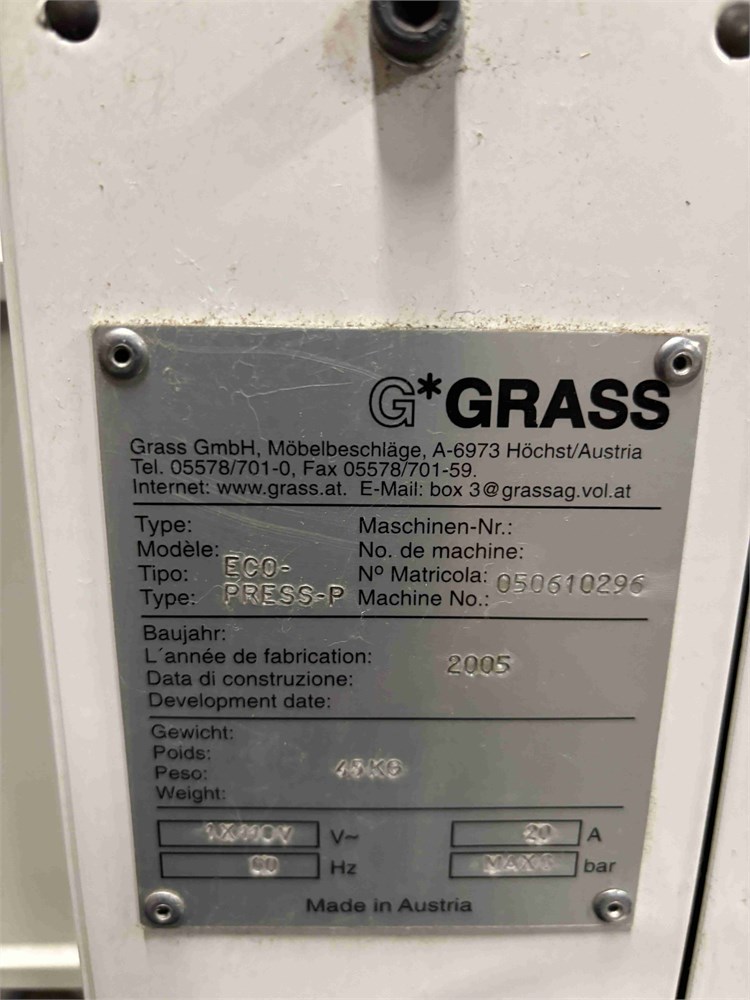 G*GRASS
Grass GmbH, Möbelbeschläge, A-6973 Höchst/Austria
Tel. 05578/701-0, Fax 05578/701-59.
Internet: www.grass.at. E-Mail: box 3@grassag.vol.at
Type: Maschinen-Nr.:
Modèle: No. de machine:
Tipo: ECO- Nº Matricola: 050610296
Type: PRESS-P Machine No.:
Baujahr:
L´année de fabrication: 2005
Data di construzione:
Development date:
Gewicht:
Poids:
Peso: 45KG
Weight:
1X110V V~ 20 A
60 Hz MAX bar
Made in Austria